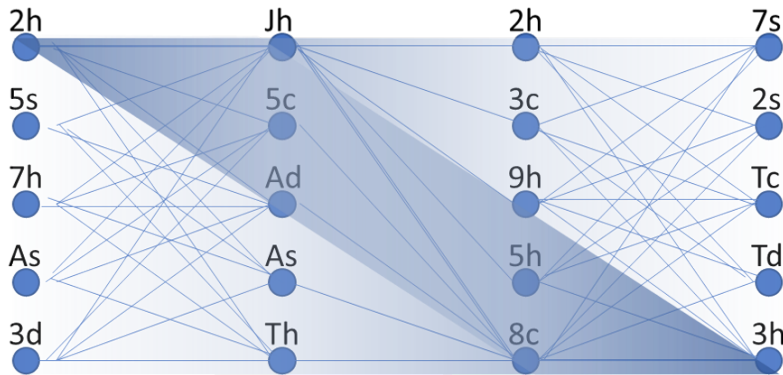 2h Jh 2h 7s
5s 5c 3c 2s
7h Ad 9h Tc
As As 5h Td
3d Th 8c 3h